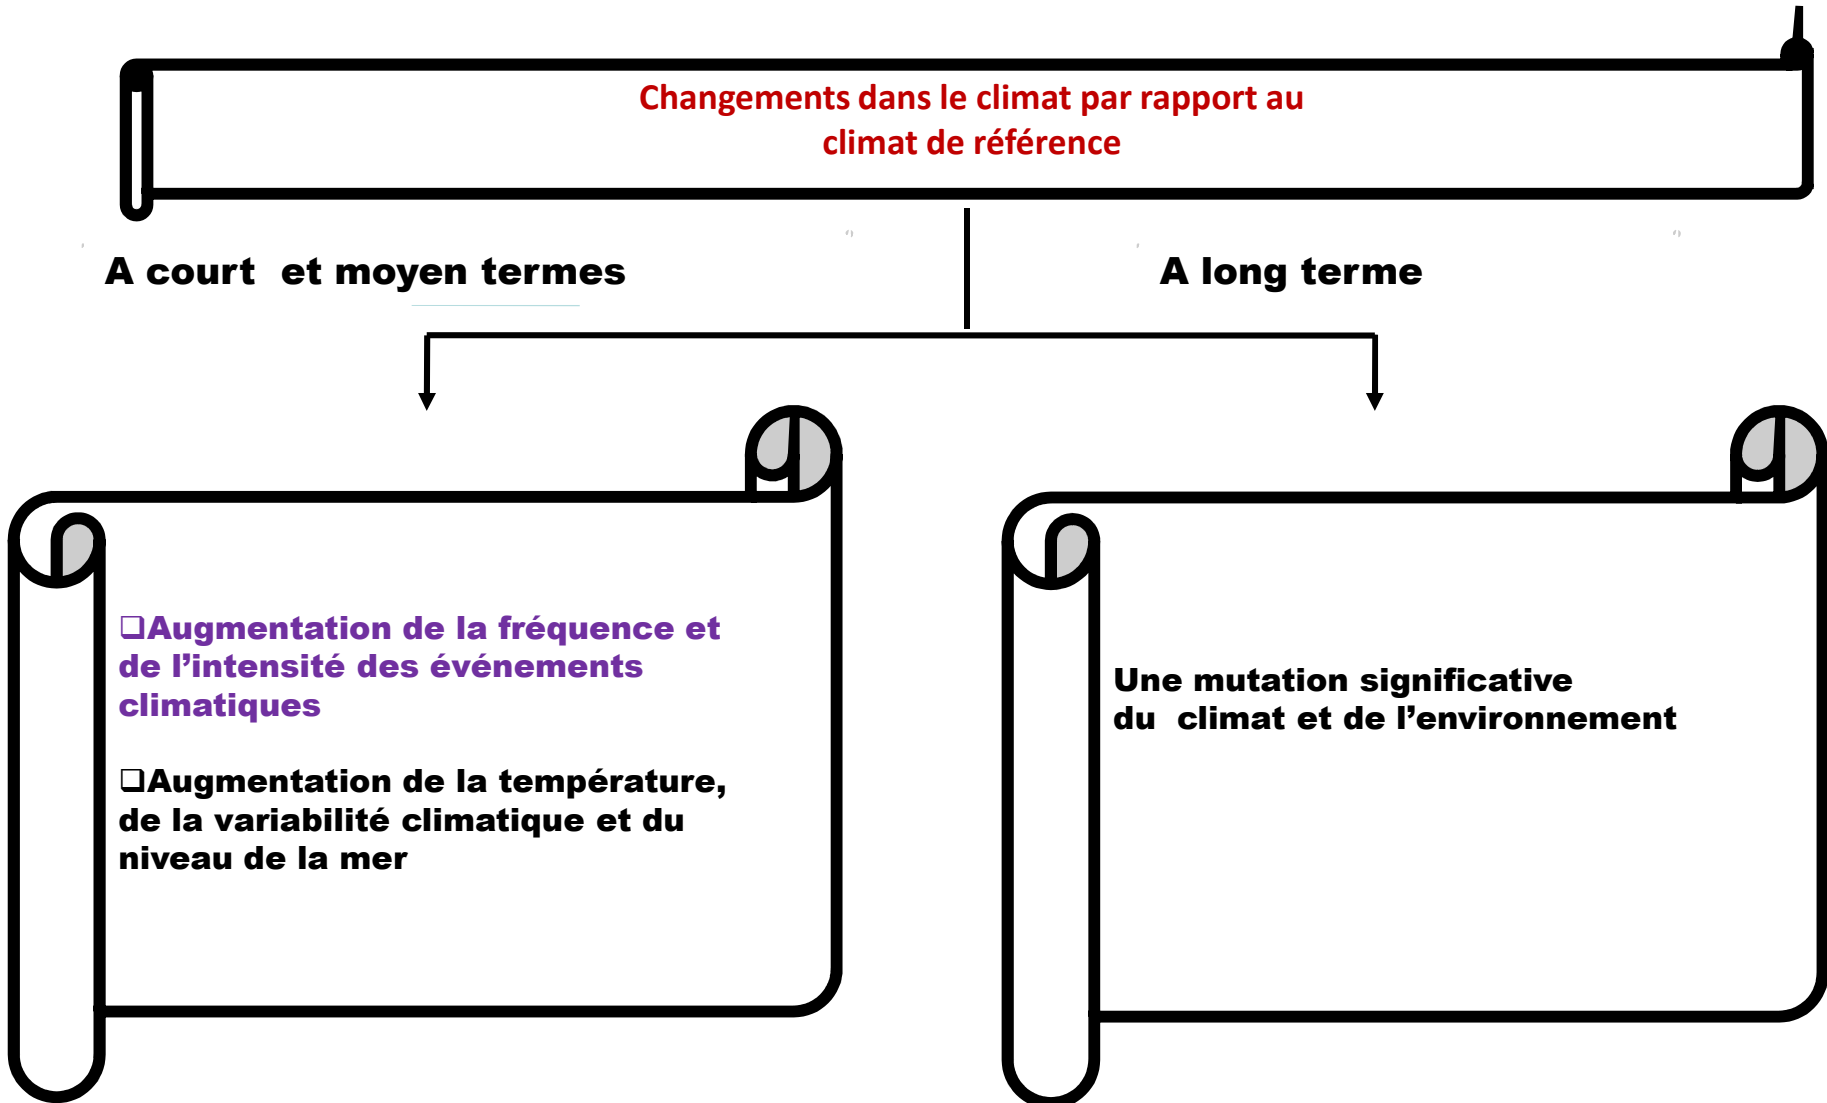 Changements dans le climat par rapport au
climat de référence
A court et moyen termes
A long terme
❑Augmentation de la fréquence et
de l’intensité des événements
climatiques
❑Augmentation de la température,
de la variabilité climatique et du
niveau de la mer
Une mutation significative
du climat et de l’environnement